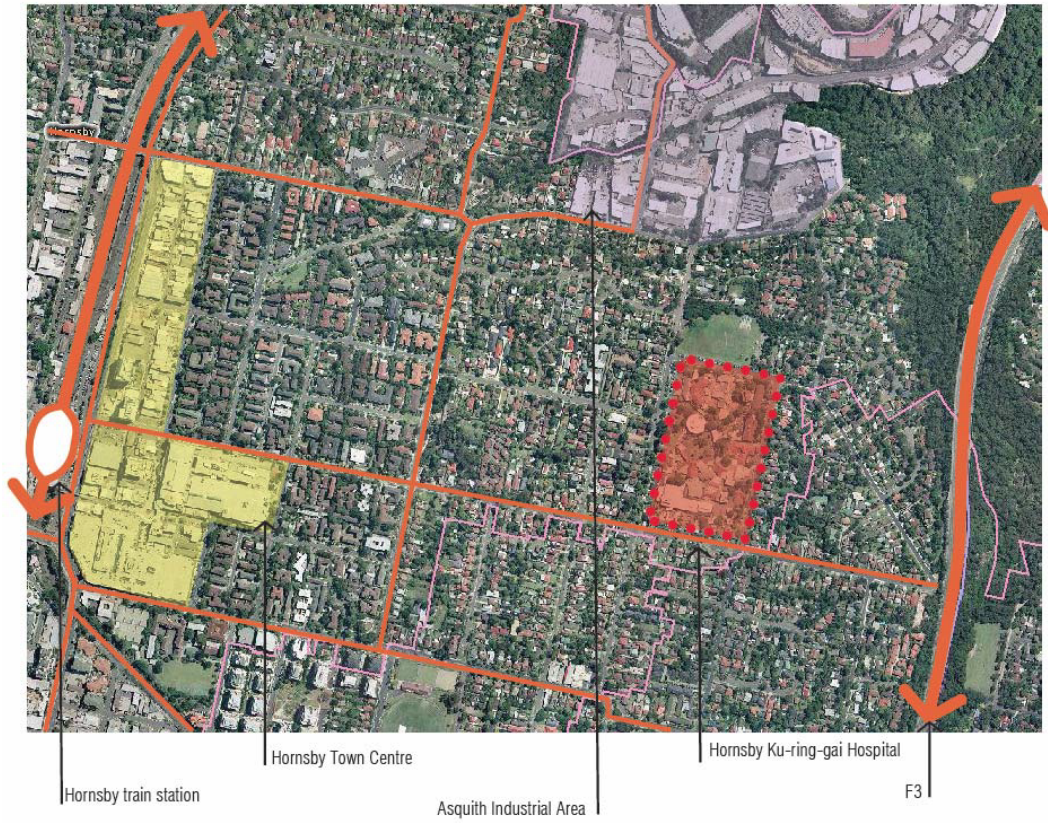 Hornsby
Hornsby Town Centre
Hornsby Ku-ring-gai Hospital
Hornsby train station
Asquith Industrial Area
F3